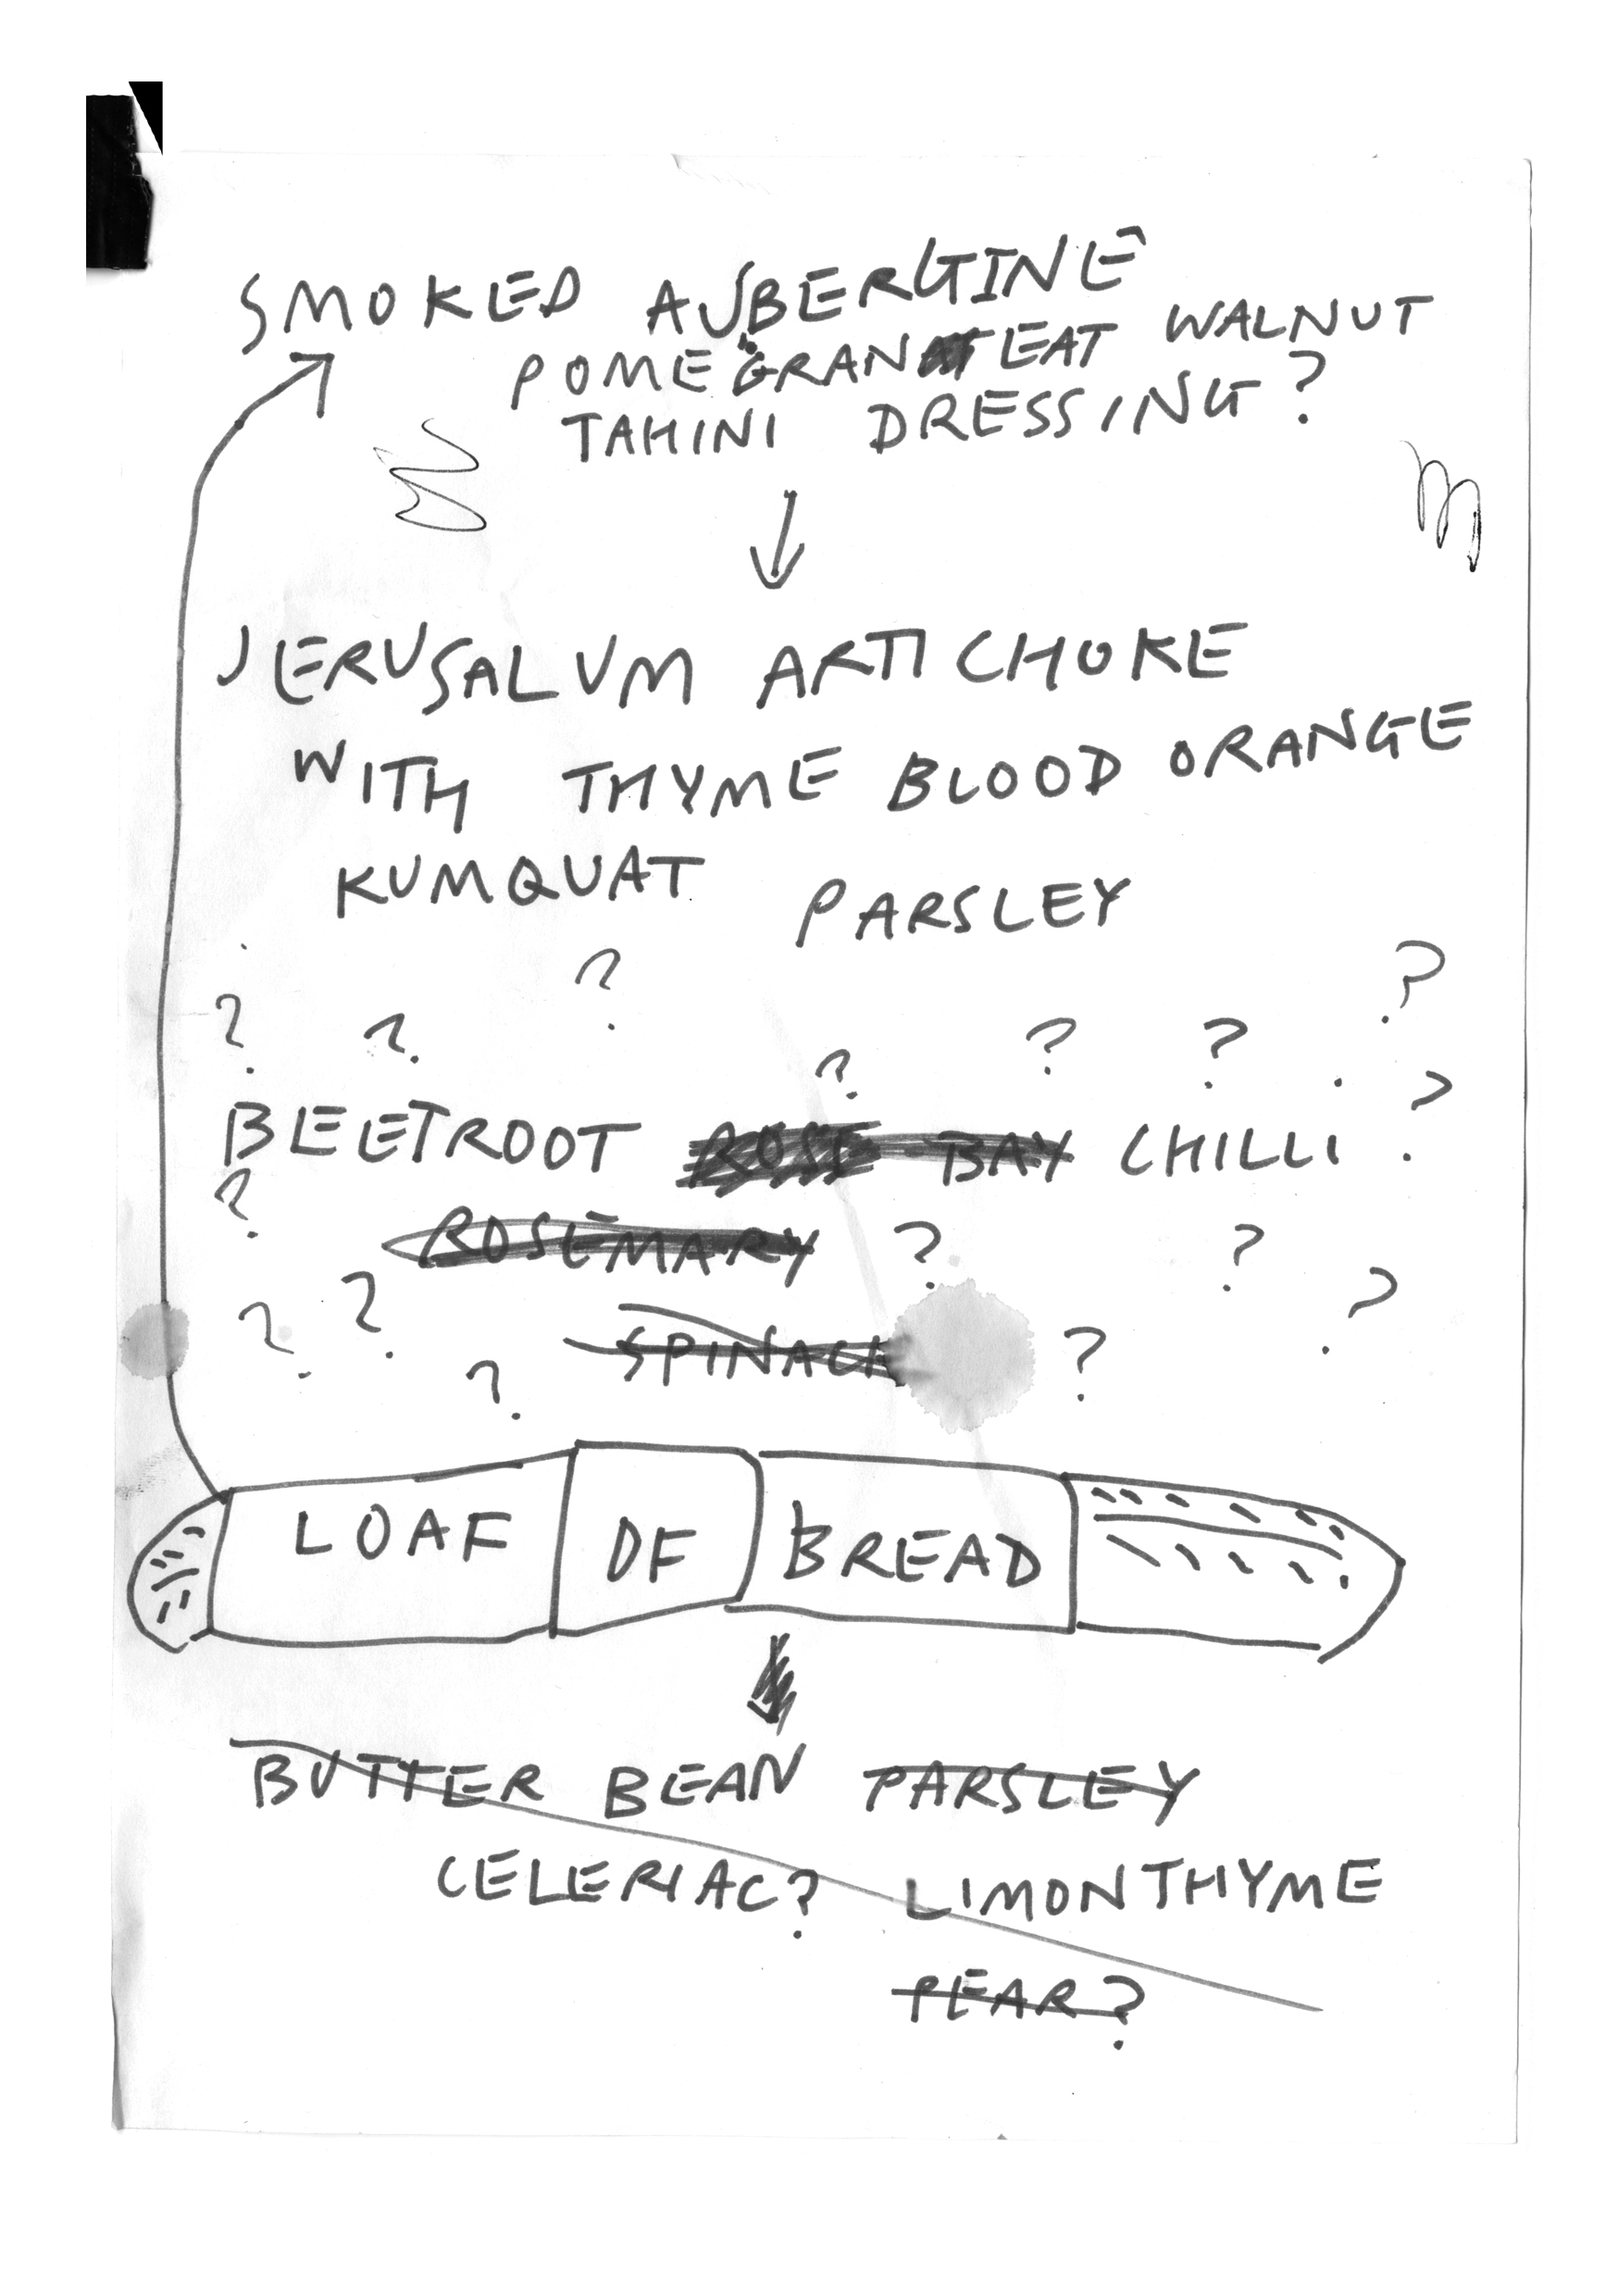 SMOKED AUBERGINE
POMEGRANATEAT WALNUT
TAHINI DRESSING?
JERUSALUM ARTICHOKE
WITH THYME BLOOD ORANGE
KUMQUAT PARSLEY
? ? ? ? ? ? ?
BEETROOT ROSE BAY CHILLI ?
? ROSEMARY ? ?
? ? ? SPINACH ? ?
LOAF OF BREAD
BUTTER BEAN PARSLEY
CELERIAC? LIMONTHYME
PEAR?